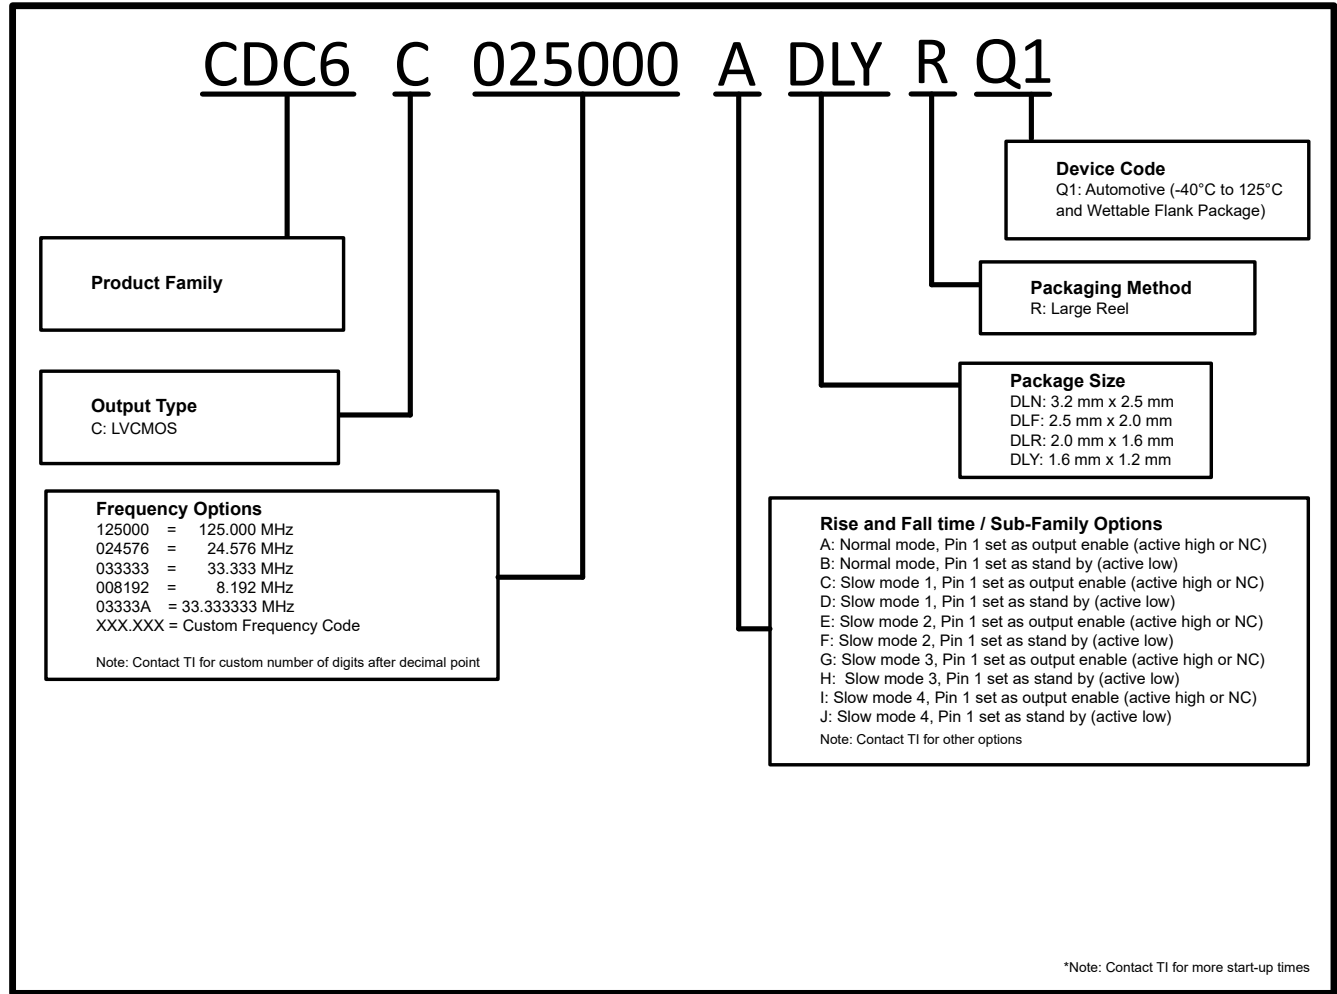 CDC6 C 025000 A DLY R Q1
Device Code
Q1: Automotive (-40°C to 125°C
and Wettable Flank Package)
Product Family
Packaging Method
R: Large Reel
Output Type
C: LVCMOS
Package Size
DLN: 3.2 mm x 2.5 mm
DLF: 2.5 mm x 2.0 mm
DLR: 2.0 mm x 1.6 mm
DLY: 1.6 mm x 1.2 mm
Frequency Options
125000 = 125.000 MHz
024576 = 24.576 MHz
033333 = 33.333 MHz
008192 = 8.192 MHz
03333A = 33.333333 MHz
XXX.XXX = Custom Frequency Code
Note: Contact TI for custom number of digits after decimal point
Rise and Fall time / Sub-Family Options
A: Normal mode, Pin 1 set as output enable (active high or NC)
B: Normal mode, Pin 1 set as stand by (active low)
C: Slow mode 1, Pin 1 set as output enable (active high or NC)
D: Slow mode 1, Pin 1 set as stand by (active low)
E: Slow mode 2, Pin 1 set as output enable (active high or NC)
F: Slow mode 2, Pin 1 set as stand by (active low)
G: Slow mode 3, Pin 1 set as output enable (active high or NC)
H: Slow mode 3, Pin 1 set as stand by (active low)
I: Slow mode 4, Pin 1 set as output enable (active high or NC)
J: Slow mode 4, Pin 1 set as stand by (active low)
Note: Contact TI for other options
*Note: Contact TI for more start-up times